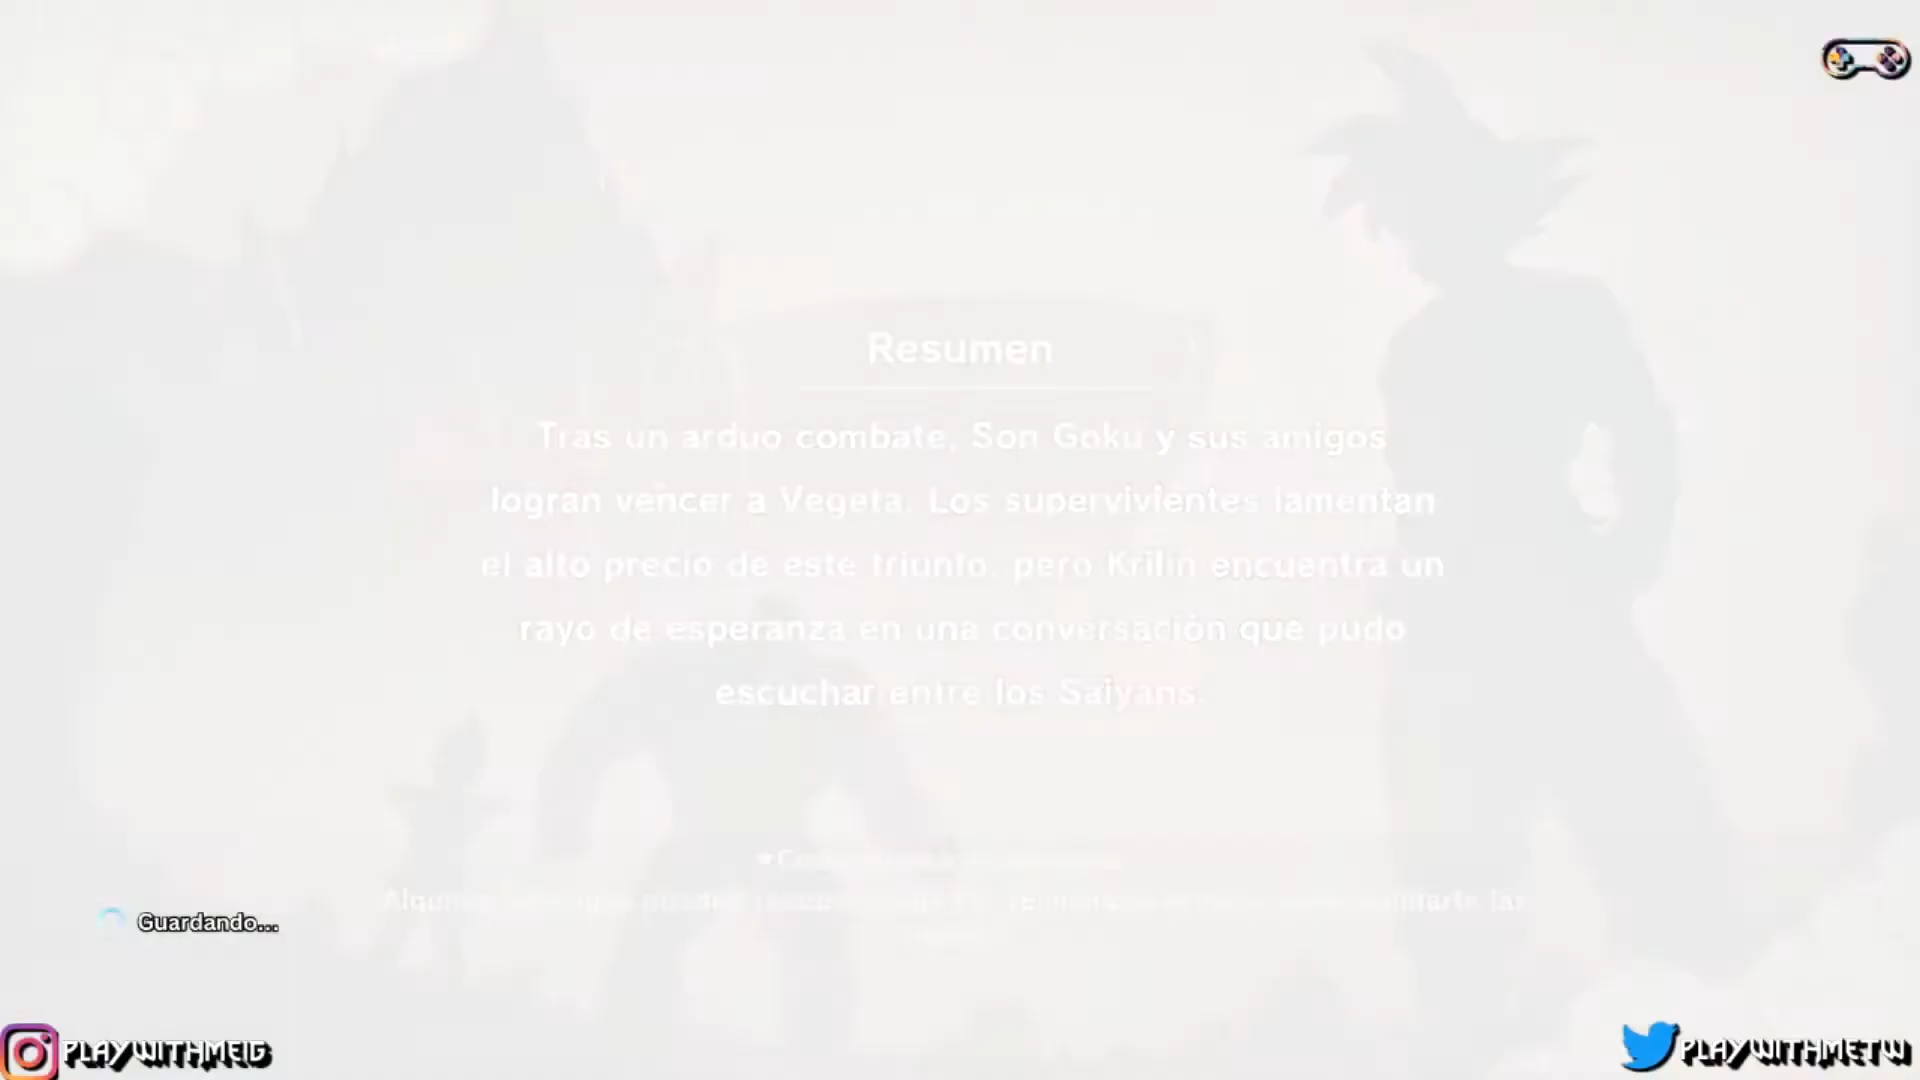 Resumen
Tras un arduo combate, Son Goku y sus amigos
logran vencer a Vegeta. Los supervivientes lamentan
el alto precio de este triunfo, pero Krilin encuentra un
rayo de esperanza en una conversación que pudo
escuchar entre los Saiyans.
Guardando...
PLAYWITHMEIG
PLAYWITHMETW